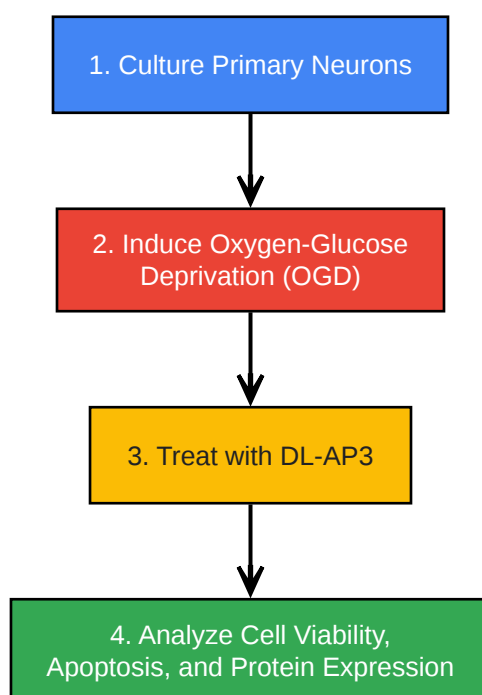 1. Culture Primary Neurons
2. Induce Oxygen-Glucose
Deprivation (OGD)
3. Treat with DL-AP3
4. Analyze Cell Viability,
Apoptosis, and Protein Expression